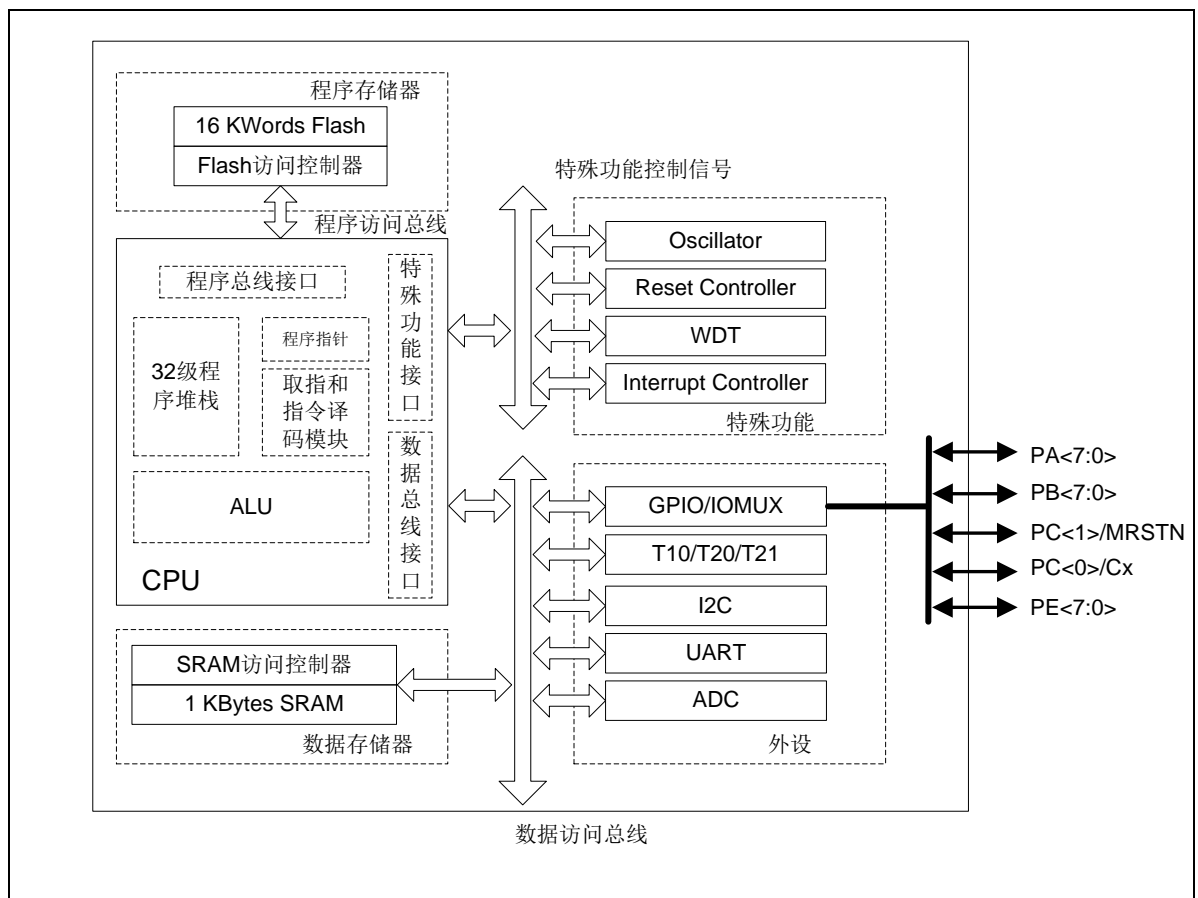 程序存储器
16 KWords Flash
Flash访问控制器
程序访问总线
程序总线接口
特
殊
功
能
接
口
程序指针
32级程
序堆栈
取指和
指令译
码模块
数
据
总
线
接
口
ALU
CPU
SRAM访问控制器
1 KBytes SRAM
数据存储器
特殊功能控制信号
Oscillator
Reset Controller
WDT
Interrupt Controller
特殊功能
GPIO/IOMUX
T10/T20/T21
I2C
UART
ADC
外设
PA<7:0>
PB<7:0>
PC<1>/MRSTN
PC<0>/Cx
PE<7:0>
数据访问总线